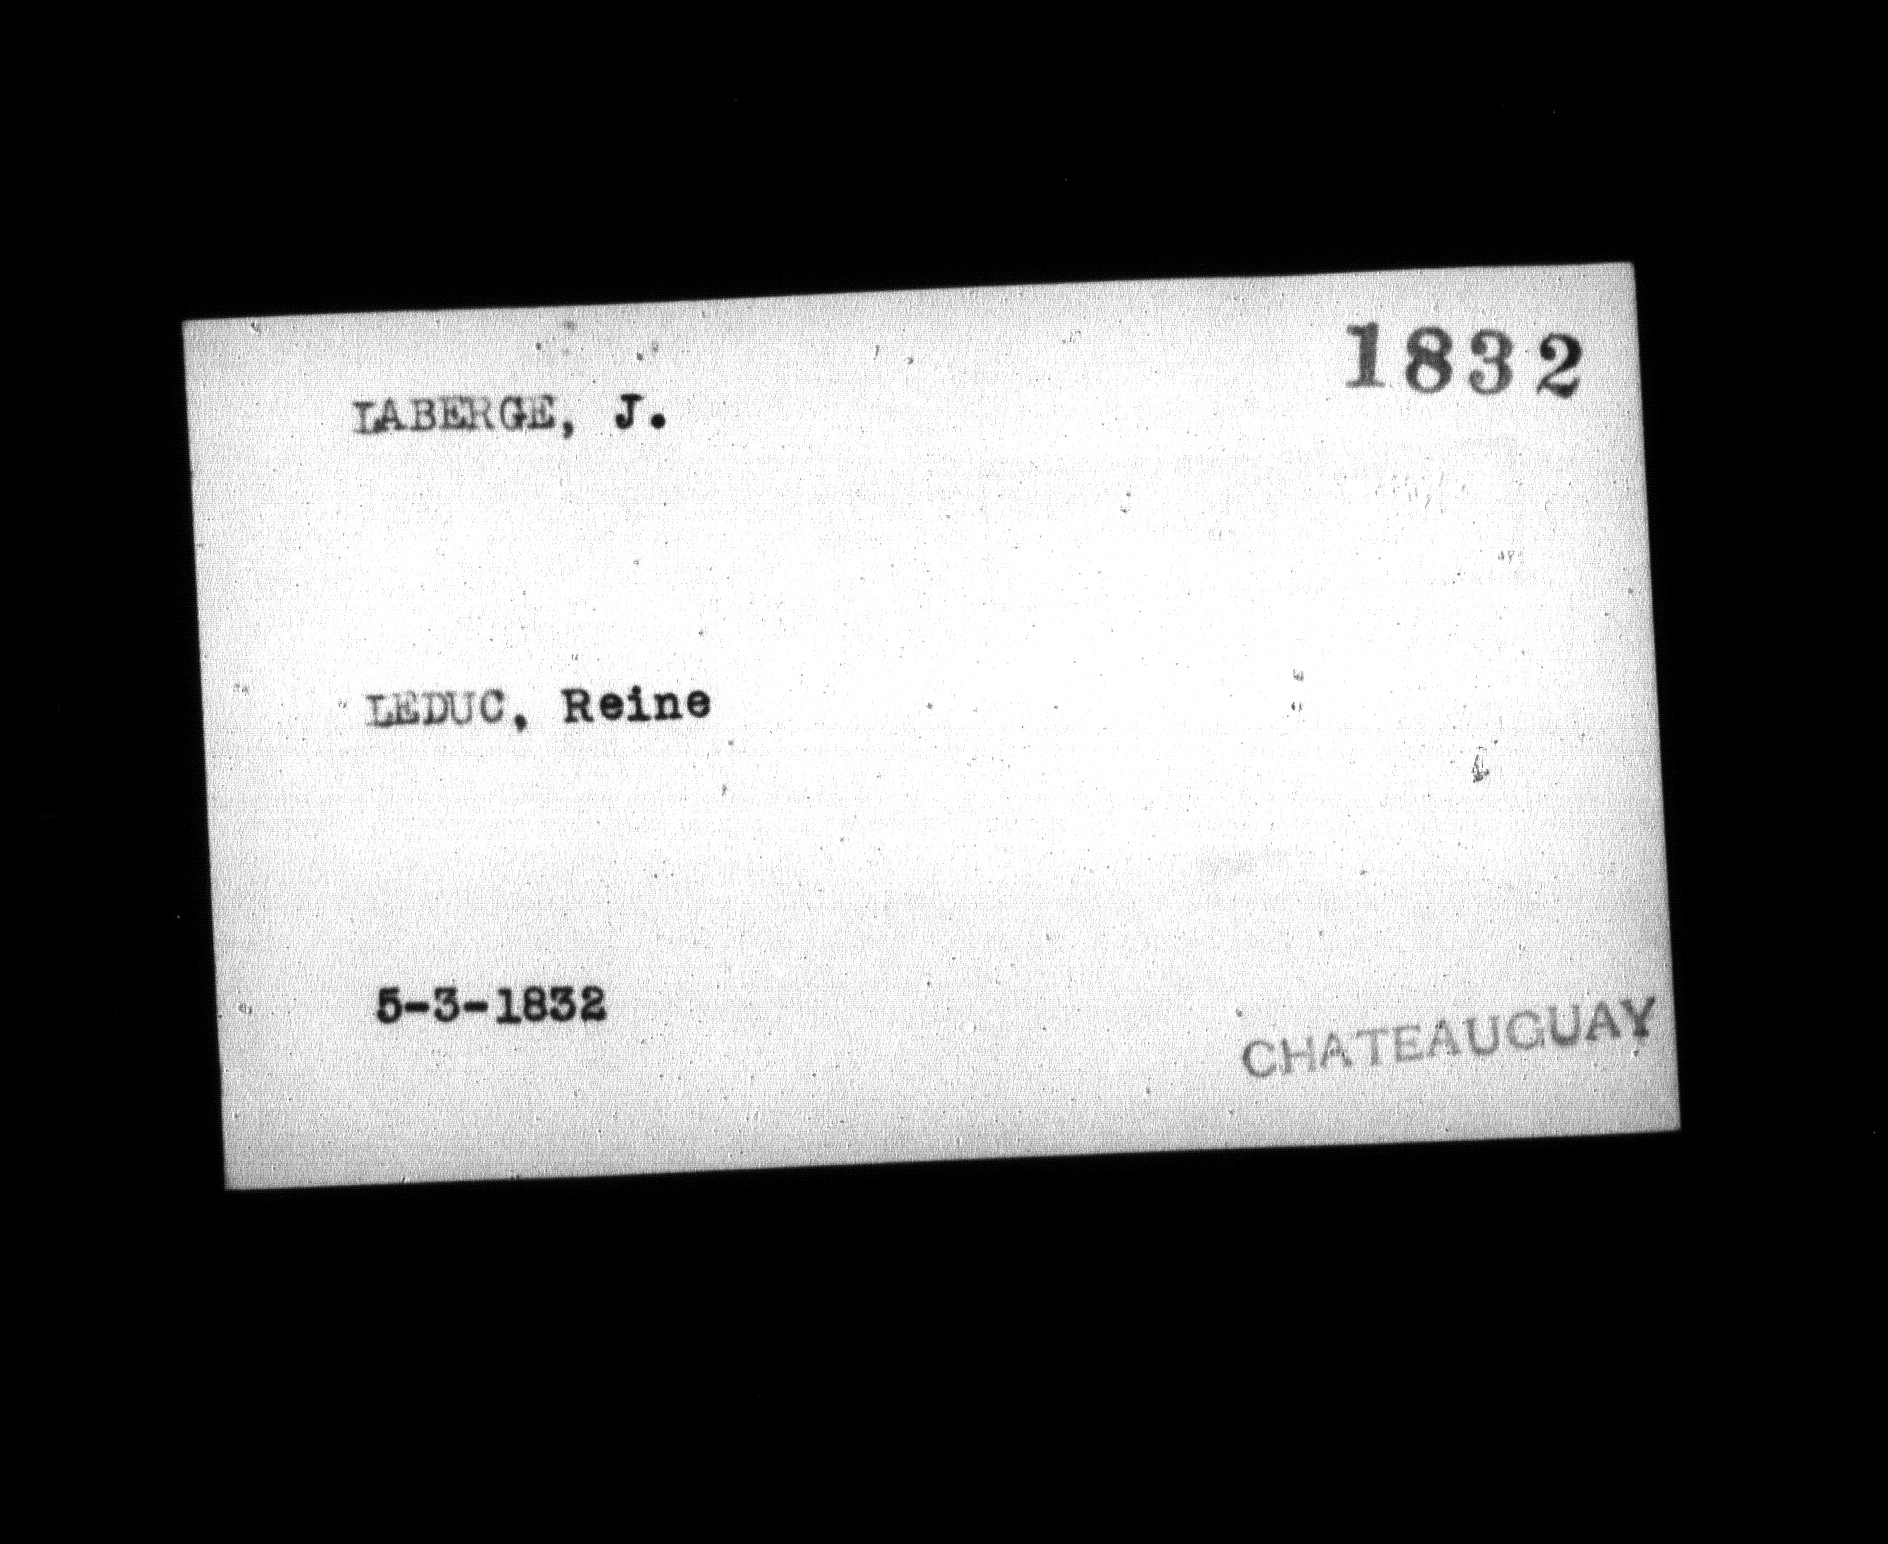 1832
LABERGE, J.
LEDUC, Reine
5-3-1832
CHATEAUGUAY